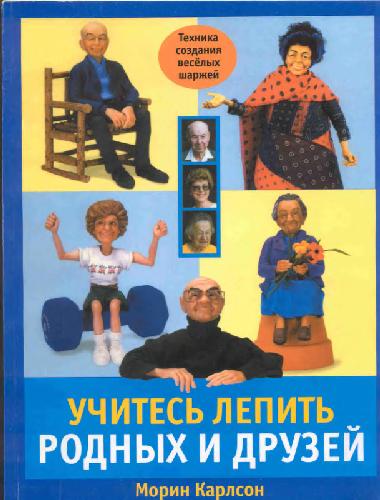 Техника
создания
весёлых
шаржей
УЧИТЕСЬ ЛЕПИТЬ
РОДНЫХ И ДРУЗЕЙ
Морин Карлсон